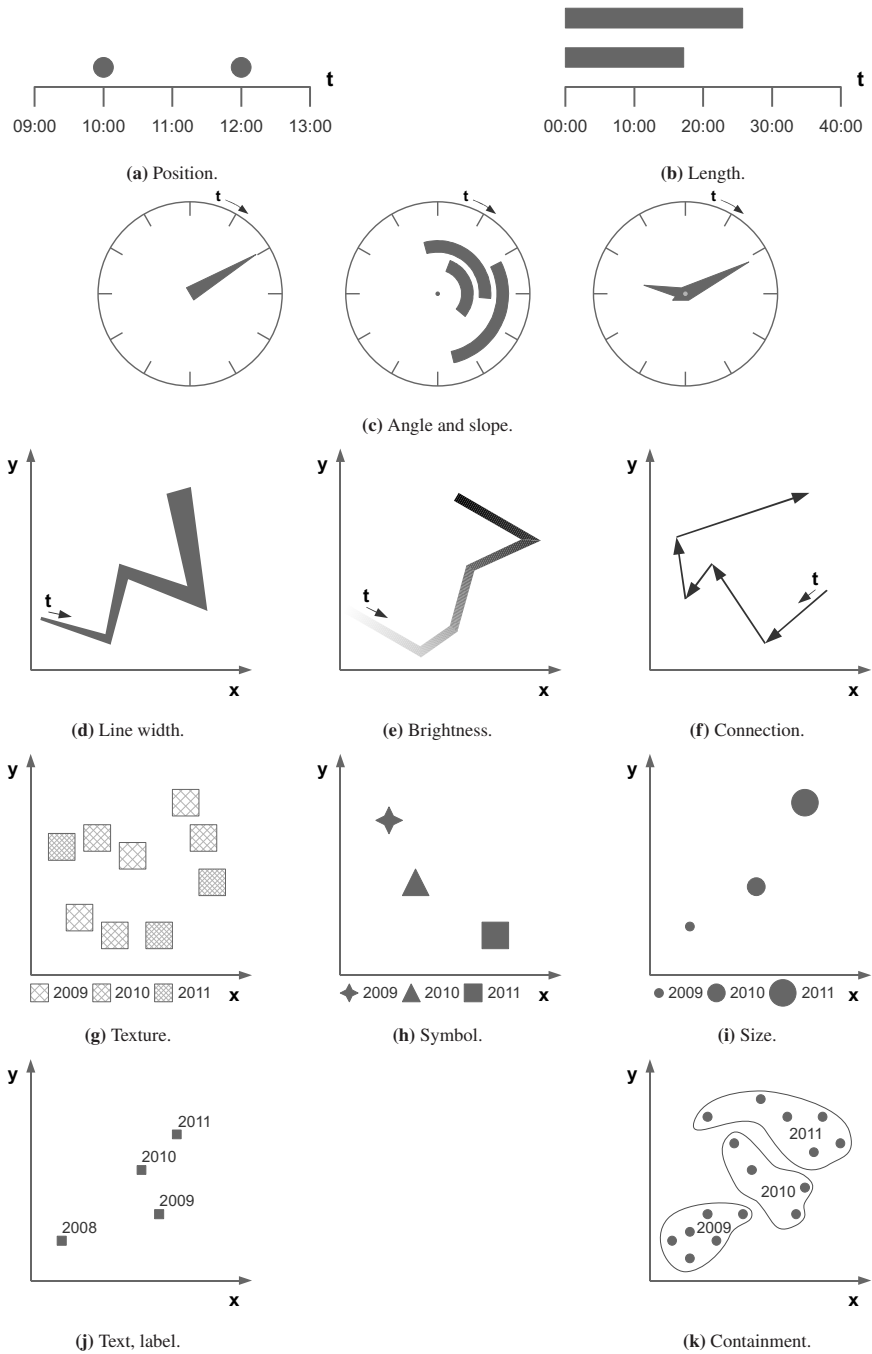 t
t
09:00 10:00 11:00 12:00 13:00
00:00 10:00 20:00 30:00 40:00
(a) Position.
(b) Length.
t
t
t
(c) Angle and slope.
y
t
x
y
t
x
y
t
x
(d) Line width.
(e) Brightness.
(f) Connection.
y
2009 2010 2011 x
y
2009 2010 2011 x
y
2009 2010 2011 x
(g) Texture.
(h) Symbol.
(i) Size.
y
2011
2010
2009
2008
x
y
2011
2010
2009
x
(j) Text, label.
(k) Containment.